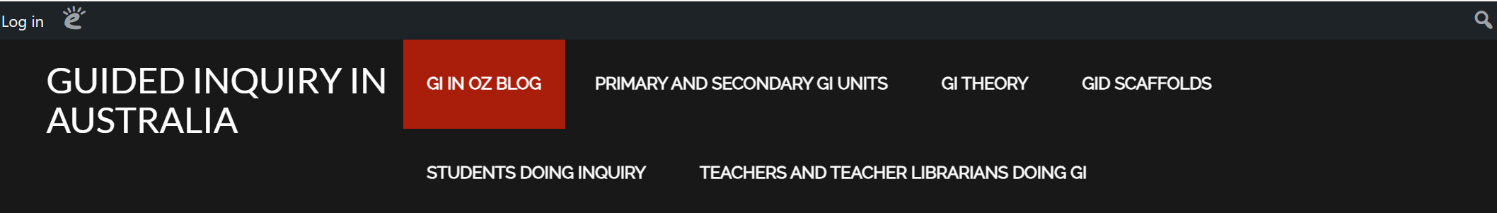 Log in
GUIDED INQUIRY IN
AUSTRALIA
GI IN OZ BLOG
PRIMARY AND SECONDARY GI UNITS
GI THEORY
GID SCAFFOLDS
STUDENTS DOING INQUIRY
TEACHERS AND TEACHER LIBRARIANS DOING GI